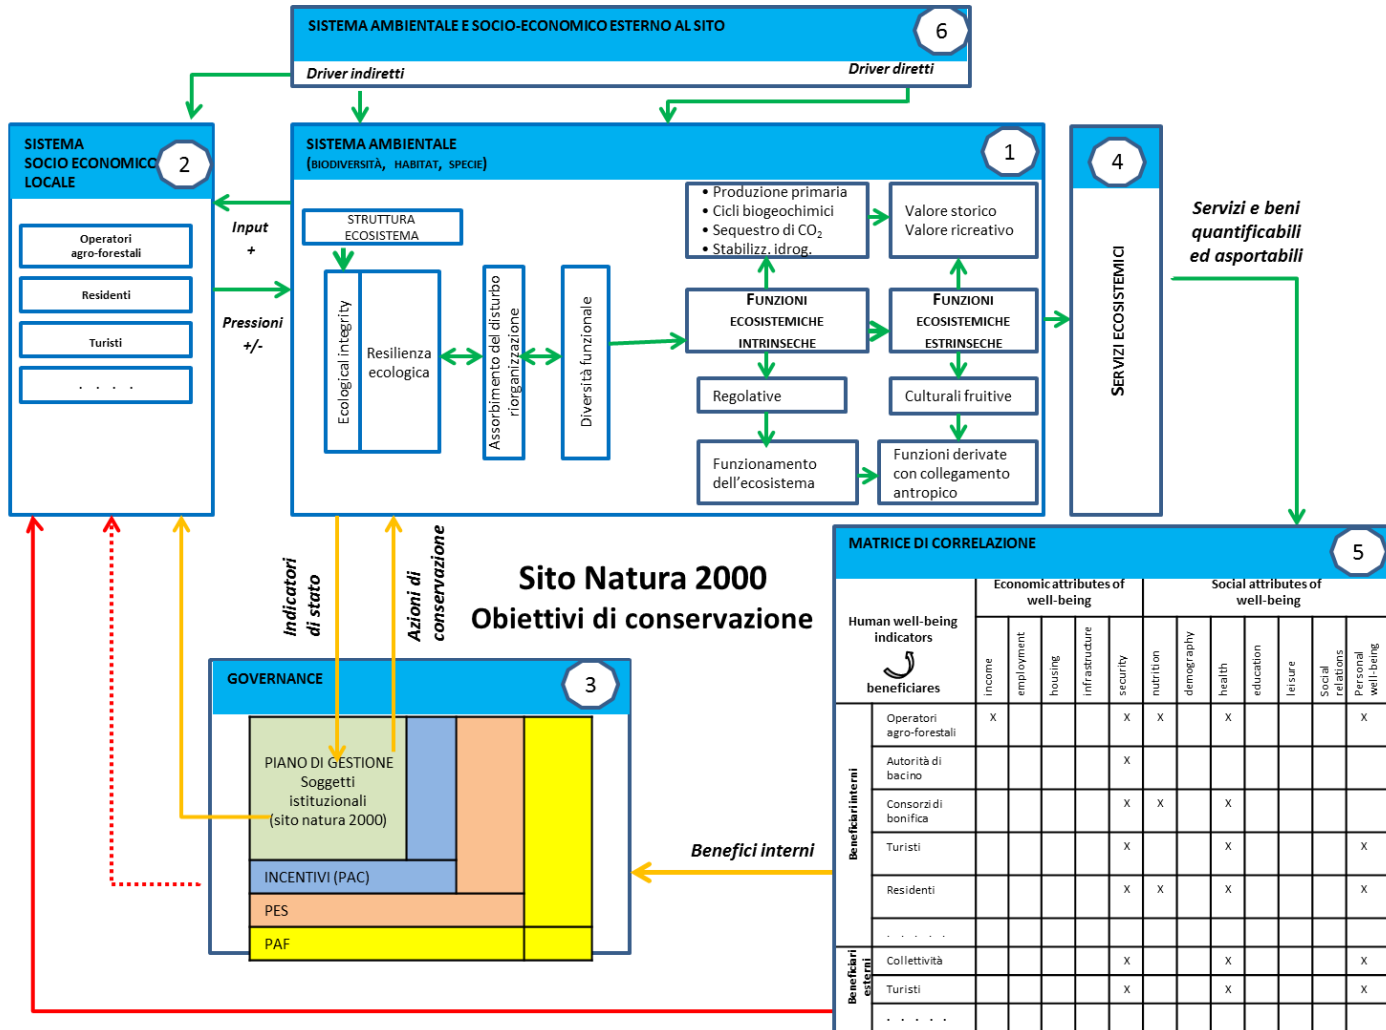 SISTEMA AMBIENTALE E SOCIO-ECONOMICO ESTERNO AL SITO
6
Driver indiretti
Driver diretti
SISTEMA
SOCIO ECONOMICO
LOCALE
2
Operatori
agro-forestali
Residenti
Turisti
. . . .
Input
+
Pressioni
+/-
SISTEMA AMBIENTALE
(BIODIVERSITÀ, HABITAT, SPECIE)
1
STRUTTURA
ECOSISTEMA
Ecological integrity
Resilienza
ecologica
Assorbimento del disturbo
riorganizzazione
Diversità funzionale
• Produzione primaria
• Cicli biogeochimici
• Sequestro di CO₂
• Stabilizz. idrog.
Valore storico
Valore ricreativo
FUNZIONI
ECOSISTEMICHE
INTRINSECHE
FUNZIONI
ECOSISTEMICHE
ESTRINSECHE
Regolative
Culturali fruitive
Funzionamento
dell'ecosistema
Funzioni derivate
con collegamento
antropico
4
SERVIZI ECOSISTEMICI
Servizi e beni
quantificabili
ed asportabili
Indicatori
di stato
Azioni di
conservazione
Sito Natura 2000
Obiettivi di conservazione
GOVERNANCE
3
PIANO DI GESTIONE
Soggetti
istituzionali
(sito natura 2000)
INCENTIVI (PAC)
PES
PAF
Benefici interni
MATRICE DI CORRELAZIONE
5
Human well-being
indicators
beneficiares
Economic attributes of
well-being
Social attributes of
well-being
income
employment
housing
infrastructure
security
nutrition
demography
health
education
leisure
Social
relations
Personal
well-being
Beneficiari interni
Operatori
agro-forestali
X X X X X
Autorità di
bacino
X
Consorzi di
bonifica
X X X
Turisti
X X X
Residenti
X X X X
. . . . .
Beneficiari
esterni
Collettività
X X X
Turisti
X X X
. . . . .